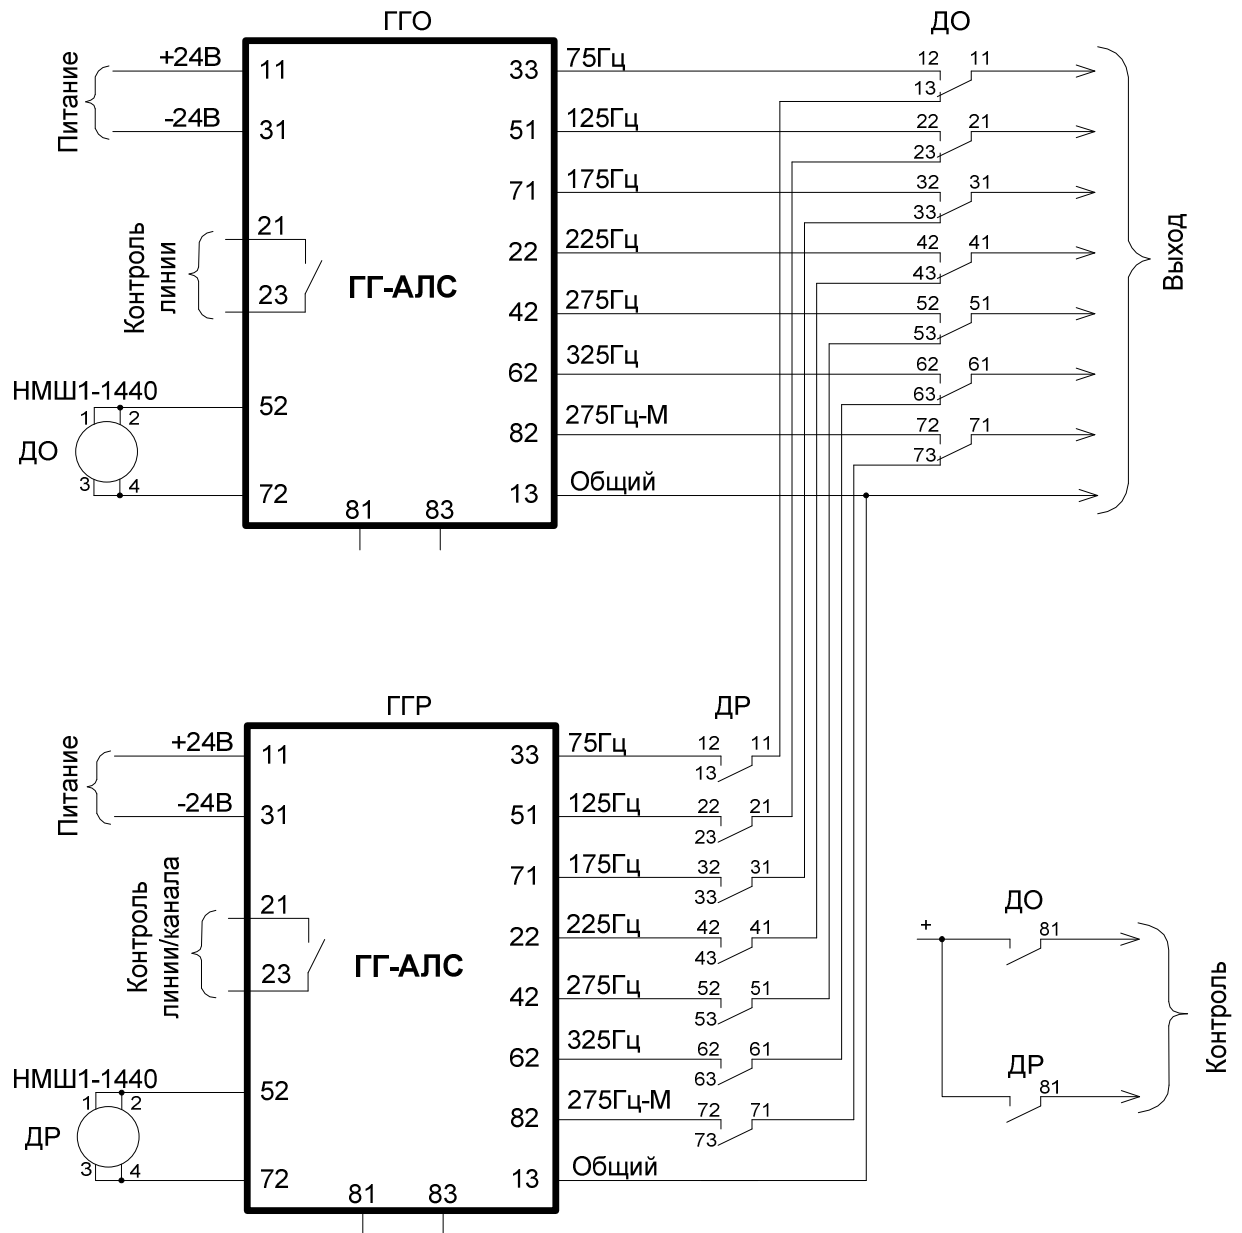 ГГО
ДО
Питание
+24В
-24В
11
31
21
23
Контроль
линии
ГГ-АЛС
НМШ1-1440
1
2
ДО
3
4
52
72
81
83
33
75Гц
51
125Гц
71
175Гц
22
225Гц
42
275Гц
62
325Гц
82
275Гц-М
13
Общий
12
11
13
22
21
23
32
31
33
42
41
43
52
51
53
62
61
63
72
71
73
Выход
ГГР
ДР
Питание
+24В
-24В
11
31
21
23
Контроль
линии/канала
ГГ-АЛС
НМШ1-1440
1
2
ДР
3
4
52
72
81
83
33
75Гц
51
125Гц
71
175Гц
22
225Гц
42
275Гц
62
325Гц
82
275Гц-М
13
Общий
12
11
13
22
21
23
32
31
33
42
41
43
52
51
53
62
61
63
72
71
73
+
ДО
81
ДР
81
Контроль